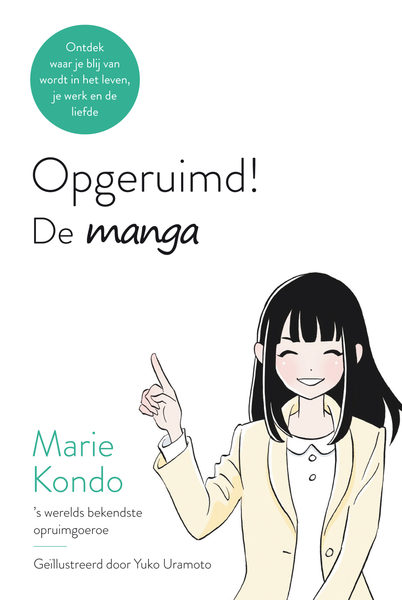 Ontdek
waar je blij van
wordt in het leven,
je werk en de
liefde
Opgeruimd!
De manga
Marie
Kondo
’s werelds bekendste
opruimgoeroe
Geïllustreerd door Yuko Uramoto